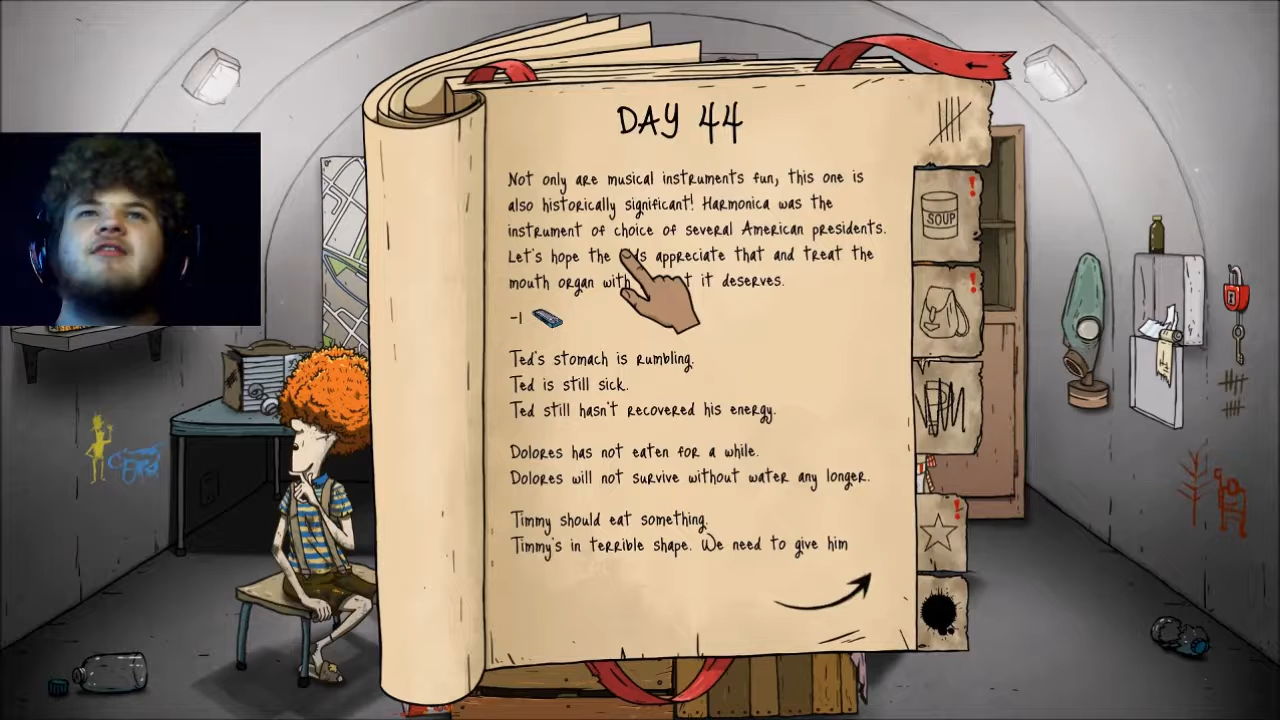 DAY 44
Not only are musical instruments fun, this one is
also historically significant! Harmonica was the
instrument of choice of several American presidents.
Let's hope the appreciate that and treat the
mouth organ with it deserves.
-1
Ted's stomach is rumbling.
Ted is still sick.
Ted still hasn't recovered his energy.
Dolores has not eaten for a while.
Dolores will not survive without water any longer.
Timmy should eat something.
Timmy's in terrible shape. We need to give him
SOUP